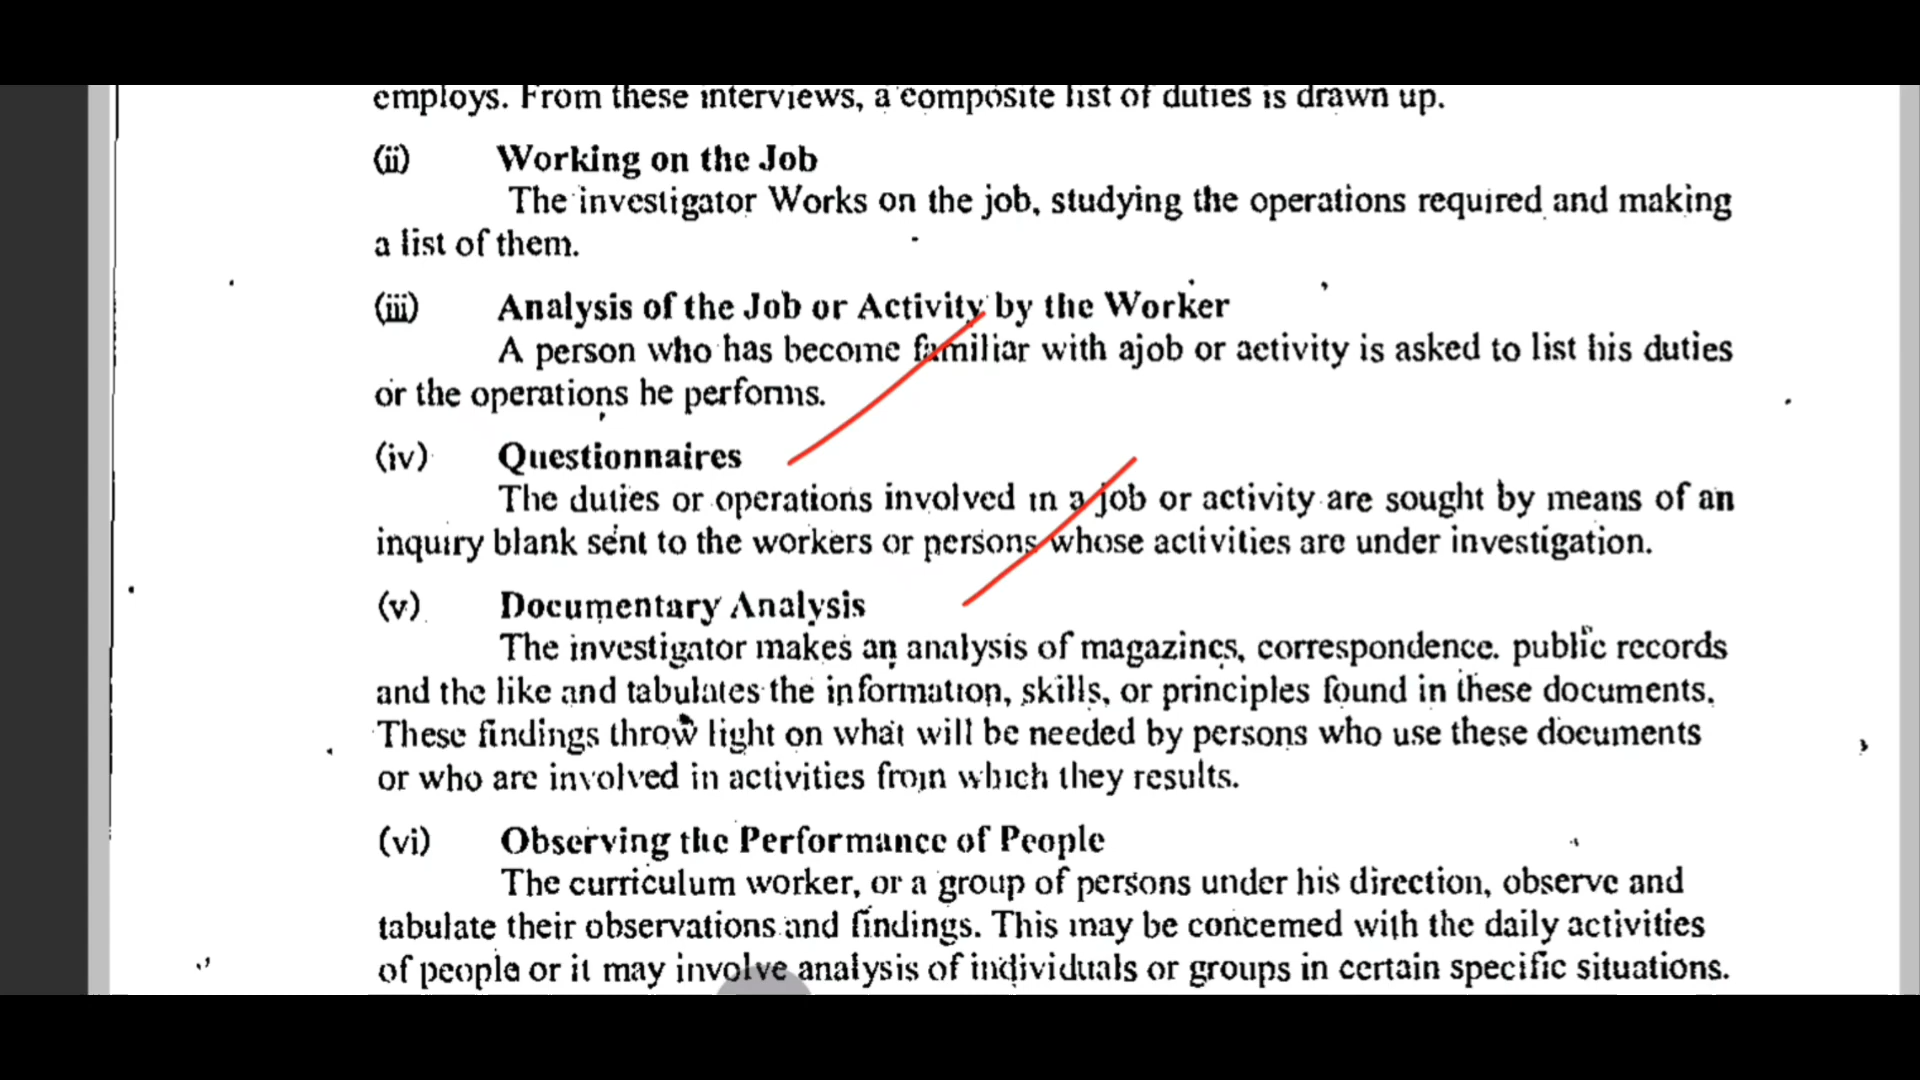 employs. From these interviews, a composite list of duties is drawn up.
(ii) Working on the Job
The investigator Works on the job, studying the operations required and making
a list of them.
(iii) Analysis of the Job or Activity by the Worker
A person who has become familiar with ajob or activity is asked to list his duties
or the operations he performs.
(iv) Questionnaires
The duties or operations involved in a job or activity are sought by means of an
inquiry blank sent to the workers or persons whose activities are under investigation.
(v) Documentary Analysis
The investigator makes an analysis of magazines, correspondence. public records
and the like and tabulates the information, skills, or principles found in these documents.
These findings throw light on what will be needed by persons who use these documents
or who are involved in activities from which they results.
(vi) Observing the Performance of People
The curriculum worker, or a group of persons under his direction, observe and
tabulate their observations and findings. This may be concemed with the daily activities
of people or it may involve analysis of individuals or groups in certain specific situations.